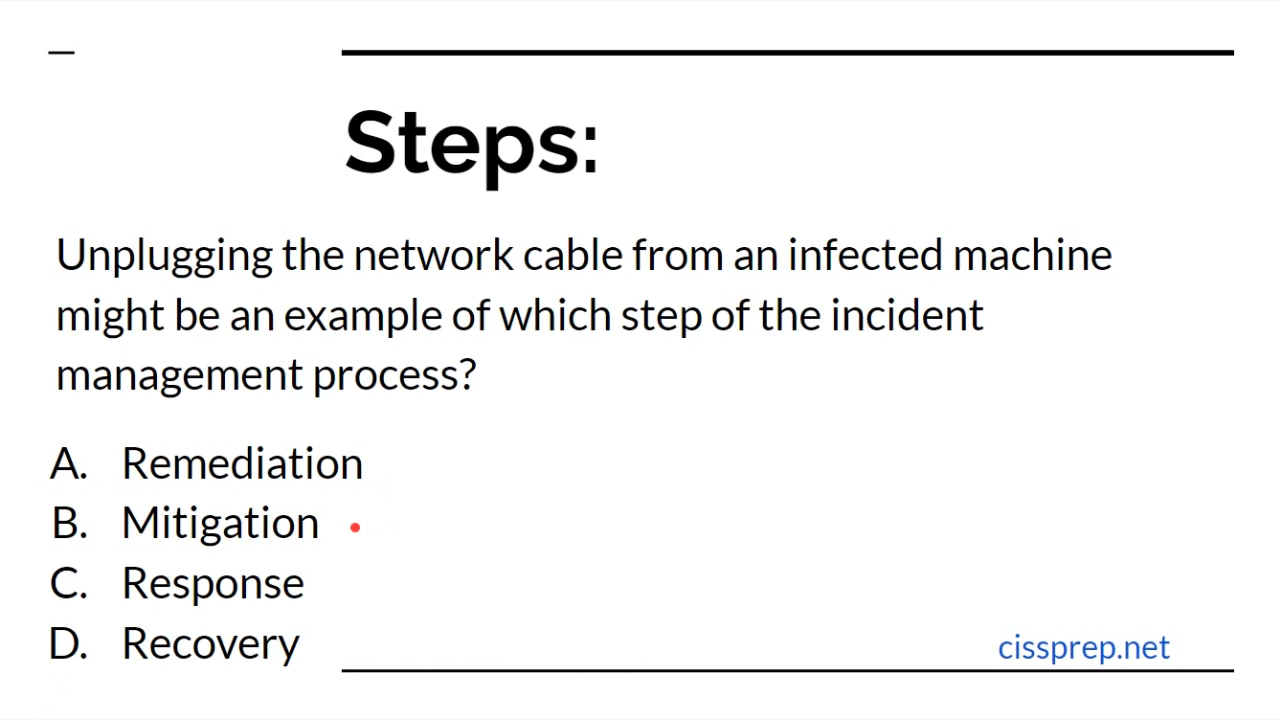 Steps:
Unplugging the network cable from an infected machine
might be an example of which step of the incident
management process?
A. Remediation
B. Mitigation
C. Response
D. Recovery
cissprep.net